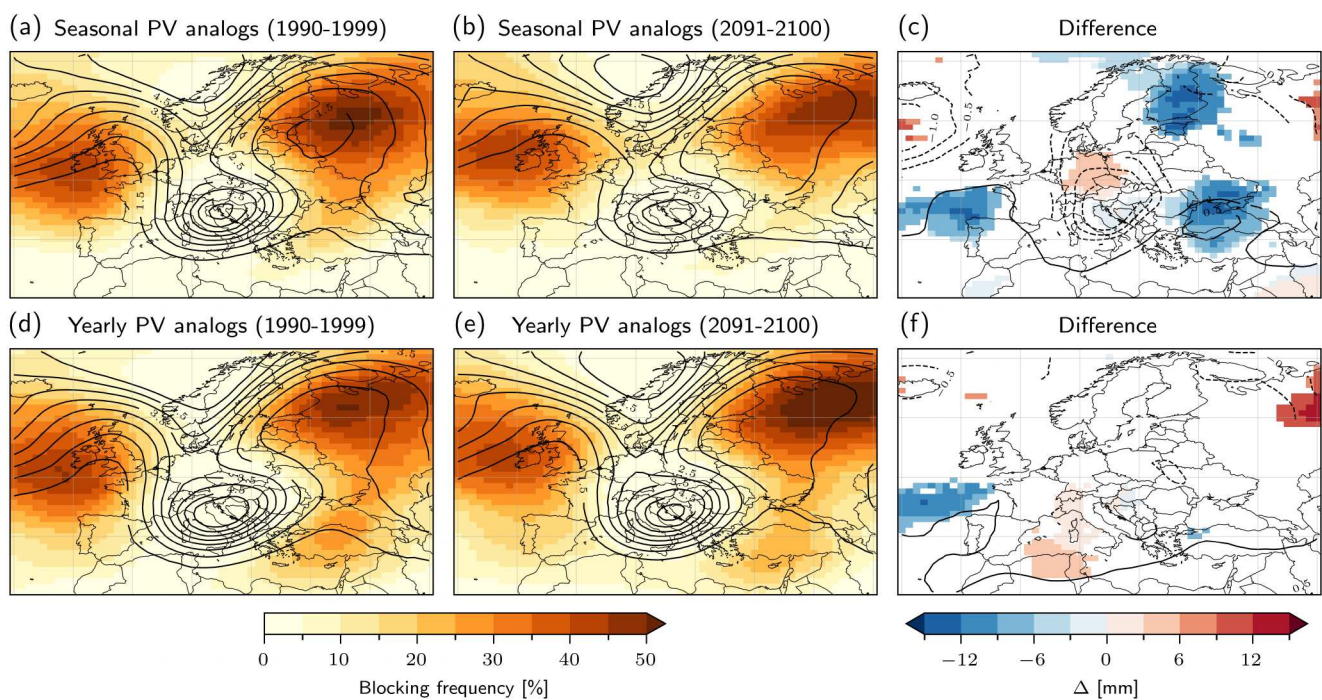 (a) Seasonal PV analogs (1990-1999)
(b) Seasonal PV analogs (2091-2100)
(c) Difference
(d) Yearly PV analogs (1990-1999)
(e) Yearly PV analogs (2091-2100)
(f) Difference
0 10 20 30 40 50
Blocking frequency [%]
−12 −6 0 6 12
Δ [mm]